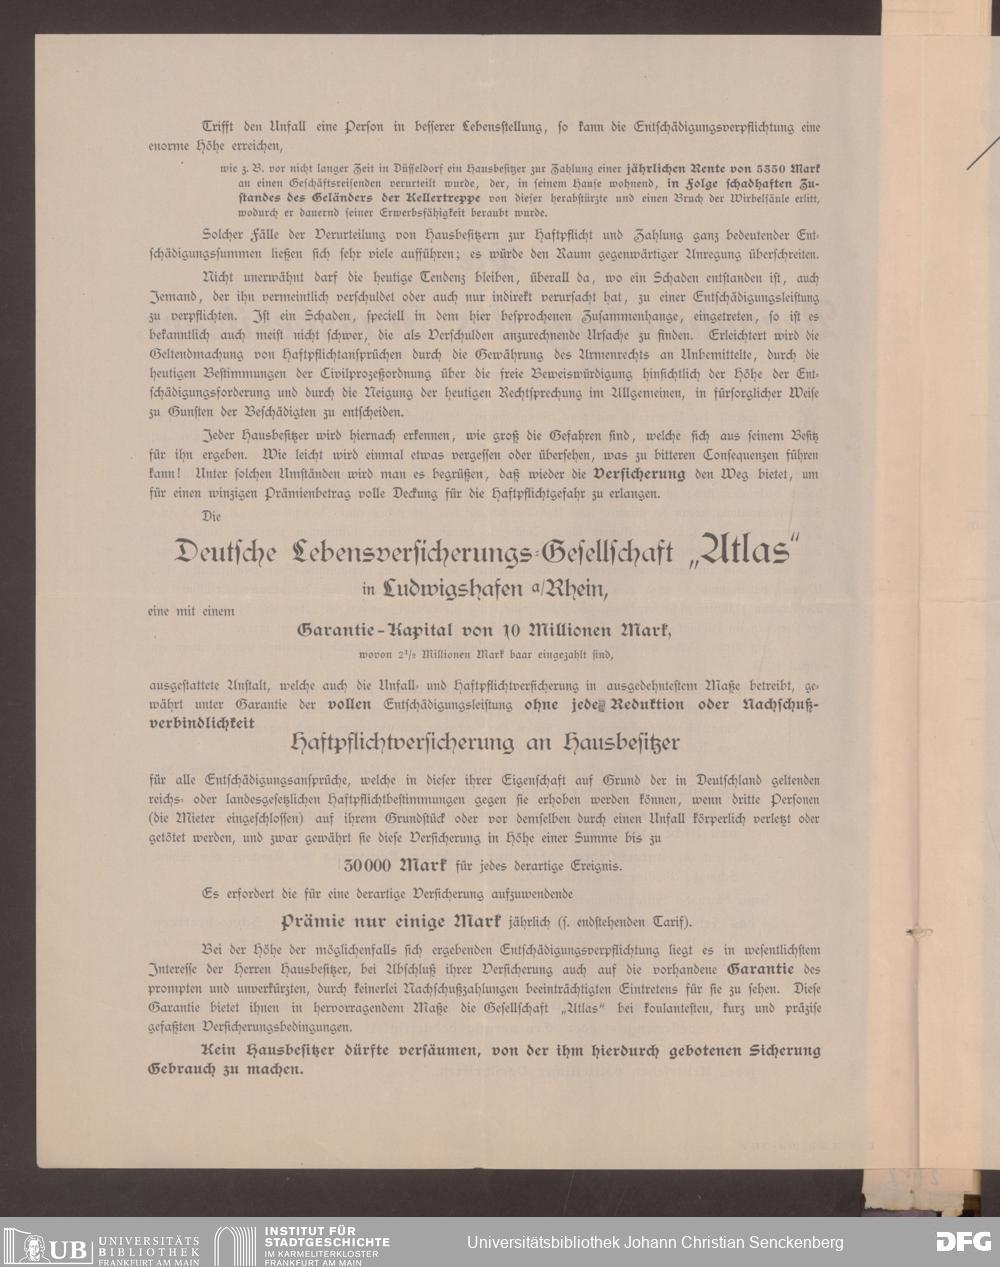 Trifft den Unfall eine Person in besserer Lebensstellung, so kann die Entschädigungsverpflichtung eine
enorme Höhe erreichen,
wie z. B. vor nicht langer Zeit in Düsseldorf ein Hausbesitzer zur Zahlung einer jährlichen Rente von 5350 Mark
an einen Geschäftsreisenden verurteilt wurde, der, in seinem Hause wohnend, in Folge schadhaften Zu-
standes des Geländers der Kellertreppe von dieser herabstürzte und einen Bruch der Wirbelsäule erlitt,
wodurch er dauernd seiner Erwerbsfähigkeit beraubt wurde.
Solcher Fälle der Verurteilung von Hausbesitzern zur Haftpflicht und Zahlung ganz bedeutender Ent-
schädigungssummen ließen sich sehr viele aufführen; es würde den Raum gegenwärtiger Anregung überschreiten.
Nicht unerwähnt darf die heutige Tendenz bleiben, überall da, wo ein Schaden entstanden ist, auch
Jemand, der ihn vermeintlich verschuldet oder auch nur indirekt verursacht hat, zu einer Entschädigungsleistung
zu verpflichten. Ist ein Schaden, speciell in dem hier besprochenen Zusammenhange, eingetreten, so ist es
bekanntlich auch meist nicht schwer, die als Verschulden anzurechnende Ursache zu finden. Erleichtert wird die
Geltendmachung von Haftpflichtansprüchen durch die Gewährung des Armenrechts an Unbemittelte, durch die
heutigen Bestimmungen der Civilprozeßordnung über die freie Beweiswürdigung hinsichtlich der Höhe der Ent-
schädigungsforderung und durch die Neigung der heutigen Rechtsprechung im Allgemeinen, in fürsorglicher Weise
zu Gunsten der Beschädigten zu entscheiden.
Jeder Hausbesitzer wird hiernach erkennen, wie groß die Gefahren sind, welche sich aus seinem Besitz
für ihn ergeben. Wie leicht wird einmal etwas vergessen oder übersehen, was zu bitteren Consequenzen führen
kann! Unter solchen Umständen wird man es begrüßen, daß wieder die Versicherung den Weg bietet, um
für einen winzigen Prämienbetrag volle Deckung für die Haftpflichtgefahr zu erlangen.
Die
Deutsche Lebensversicherungs-Gesellschaft „Atlas“
in Ludwigshafen a/Rhein,
eine mit einem
Garantie-Kapital von 10 Millionen Mark,
wovon 2¹/₂ Millionen Mark baar eingezahlt sind,
ausgestattete Anstalt, welche auch die Unfall- und Haftpflichtversicherung in ausgedehntestem Maße betreibt, ge-
währt unter Garantie der vollen Entschädigungsleistung ohne jede Reduktion oder Nachschuß-
verbindlichkeit
Haftpflichtversicherung an Hausbesitzer
für alle Entschädigungsansprüche, welche in dieser ihrer Eigenschaft auf Grund der in Deutschland geltenden
reichs- oder landesgesetzlichen Haftpflichtbestimmungen gegen sie erhoben werden können, wenn dritte Personen
(die Mieter eingeschlossen) auf ihrem Grundstück oder vor demselben durch einen Unfall körperlich verletzt oder
getötet werden, und zwar gewährt sie diese Versicherung in Höhe einer Summe bis zu
30000 Mark für jedes derartige Ereignis.
Es erfordert die für eine derartige Versicherung aufzuwendende
Prämie nur einige Mark jährlich (s. endstehenden Tarif).
Bei der Höhe der möglichenfalls sich ergebenden Entschädigungsverpflichtung liegt es in wesentlichstem
Interesse der Herren Hausbesitzer, bei Abschluß ihrer Versicherung auch auf die vorhandene Garantie des
prompten und unverkürzten, durch keinerlei Nachschußzahlungen beeinträchtigten Eintretens für sie zu sehen. Diese
Garantie bietet ihnen in hervorragendem Maße die Gesellschaft „Atlas“ bei koulantesten, kurz und präzise
gefaßten Versicherungsbedingungen.
Kein Hausbesitzer dürfte versäumen, von der ihm hierdurch gebotenen Sicherung
Gebrauch zu machen.
UB UNIVERSITÄTS
BIBLIOTHEK
FRANKFURT AM MAIN
INSTITUT FÜR
STADTGESCHICHTE
IM KARMELITERKLOSTER
FRANKFURT AM MAIN
Universitätsbibliothek Johann Christian Senckenberg
DFG